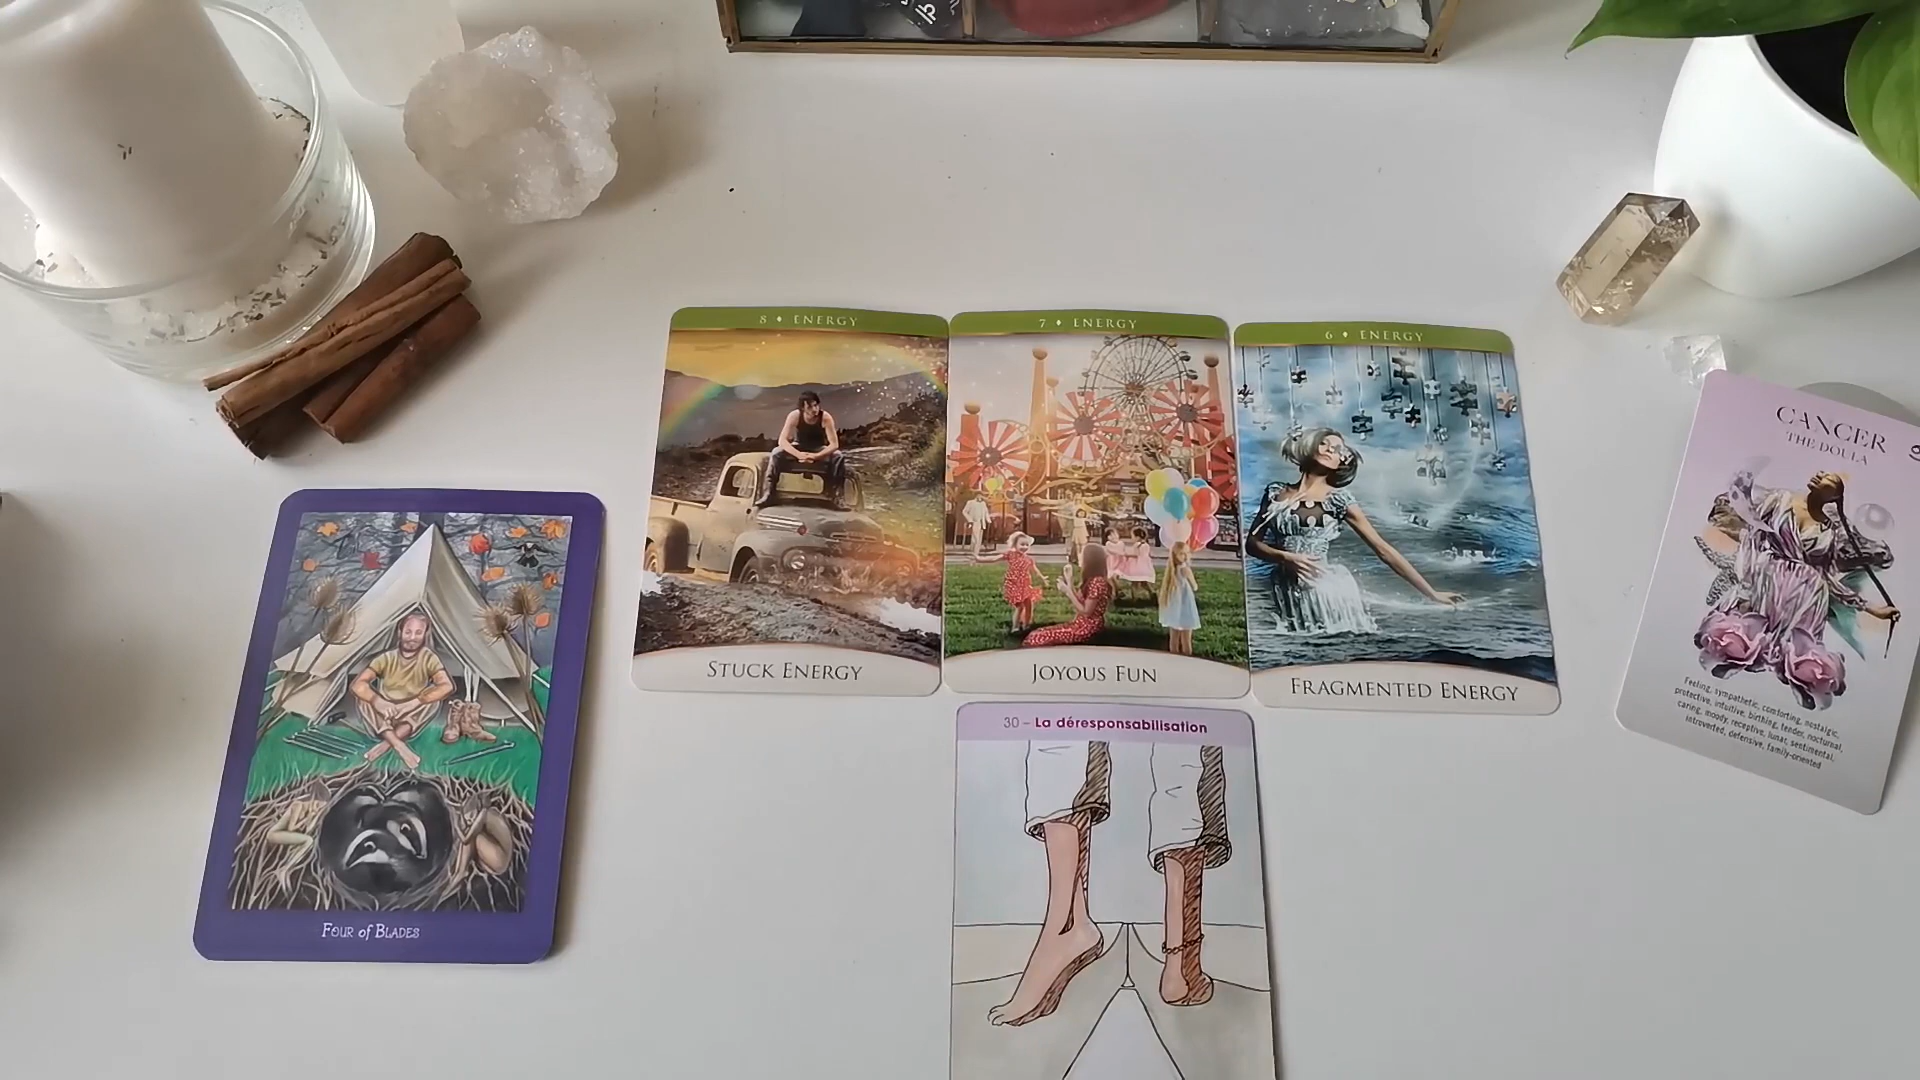 8 ♦ ENERGY
STUCK ENERGY
7 ♦ ENERGY
JOYOUS FUN
6 ♦ ENERGY
FRAGMENTED ENERGY
CANCER
THE DOULA
Feeling, sympathetic, comforting, nostalgic,
protective, intuitive, birthing, tender, nocturnal,
caring, moody, receptive, lunar, sentimental,
introverted, defensive, family-oriented
FOUR of BLADES
30 – La déresponsabilisation